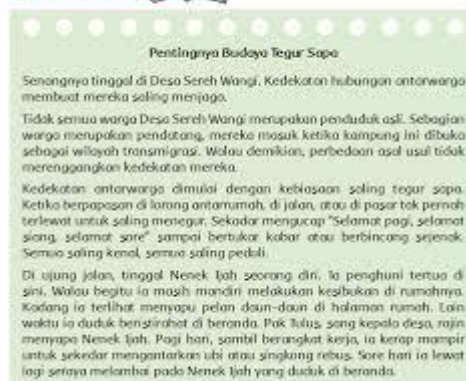 Pentingnya Budaya Tegur Sapa
Senangnya tinggal di Desa Sereh Wangi. Kedekatan hubungan antarwarga
membuat mereka saling menjaga.
Tidak semua warga Desa Sereh Wangi merupakan penduduk asli. Sebagian
warga merupakan pendatang, mereka masuk ketika kampung ini dibuka
sebagai wilayah transmigrasi. Walau demikian, perbedaan asal usul tidak
merenggangkan kedekatan mereka.
Kedekatan antarwarga dimulai dengan kebiasaan saling tegur sapa.
Ketika berpapasan di lorong antarrumah, di jalan, atau di pasar tak pernah
terlewat untuk saling menegur. Sekadar mengucap "Selamat pagi, selamat
siang, selamat sore" sampai bertukar kabar atau berbincang sejenak.
Semua saling kenal, semua saling peduli.
Di ujung jalan, tinggal Nenek Ijah seorang diri. Ia penghuni tertua di
sini. Walau begitu ia masih mandiri melakukan kesibukan di rumahnya.
Kadang ia terlihat menyapu pelan daun-daun di halaman rumah. Lain
waktu ia duduk beristirahat di beranda. Pak Tulus, sang kepala desa, rajin
menyapa Nenek Ijah. Pagi hari, sambil berangkat kerja, ia kerap mampir
untuk sekedar mengantarkan ubi atau singkong rebus. Sore hari ia lewat
lagi seraya melambai pada Nenek Ijah yang duduk di beranda.